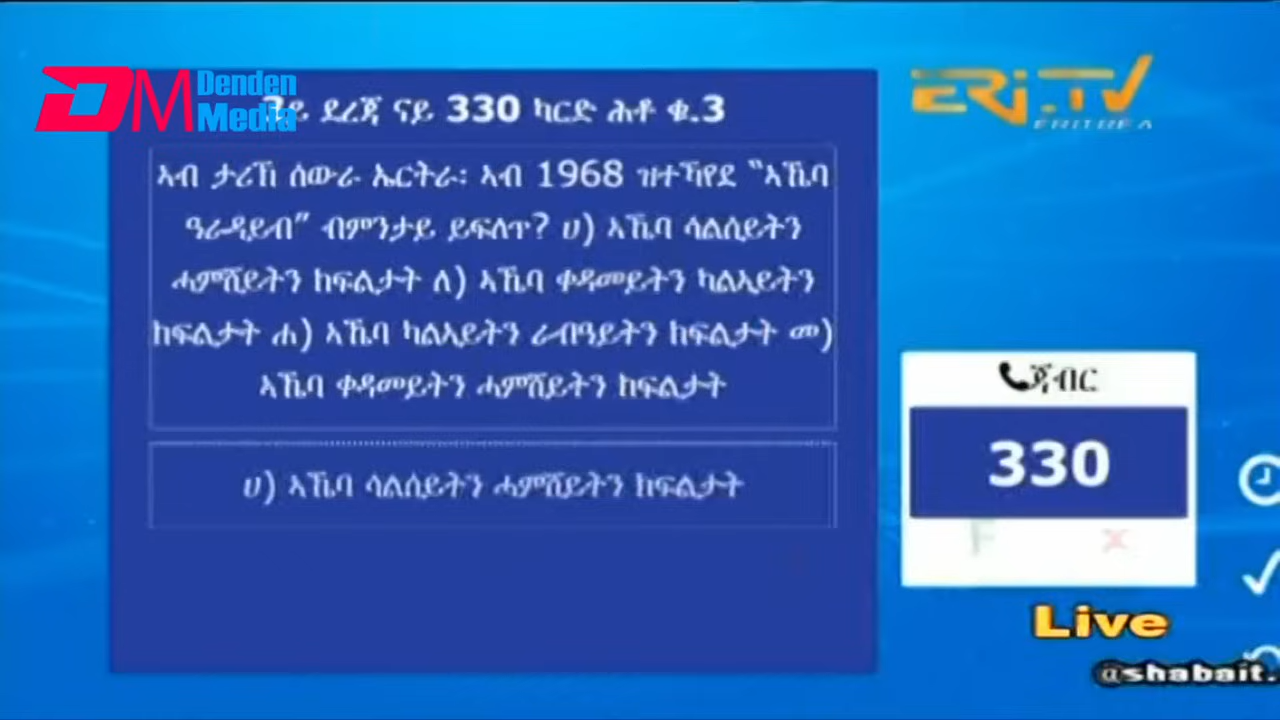 Denden
Media
DM
ይ ደረጃ ናይ 330 ካርድ ሕቶ ቁ.3
ERi.TV
ERITREA
ኣብ ታሪኽ ሰውራ ኤርትራ፡ ኣብ 1968 ዝተኻየደ “ኣኼባ
ዓራዳይብ” ብምንታይ ይፍለጥ? ሀ) ኣኼባ ሳልሰይትን
ሓምሸይትን ክፍልታት ለ) ኣኼባ ቀዳመይትን ካልኣይትን
ክፍልታት ሐ) ኣኼባ ካልኣይትን ራብዓይትን ክፍልታት መ)
ኣኼባ ቀዳመይትን ሓምሸይትን ክፍልታት
ሀ) ኣኼባ ሳልሰይትን ሓምሸይትን ክፍልታት
ጃብር
330
F x
Live
@shabait.